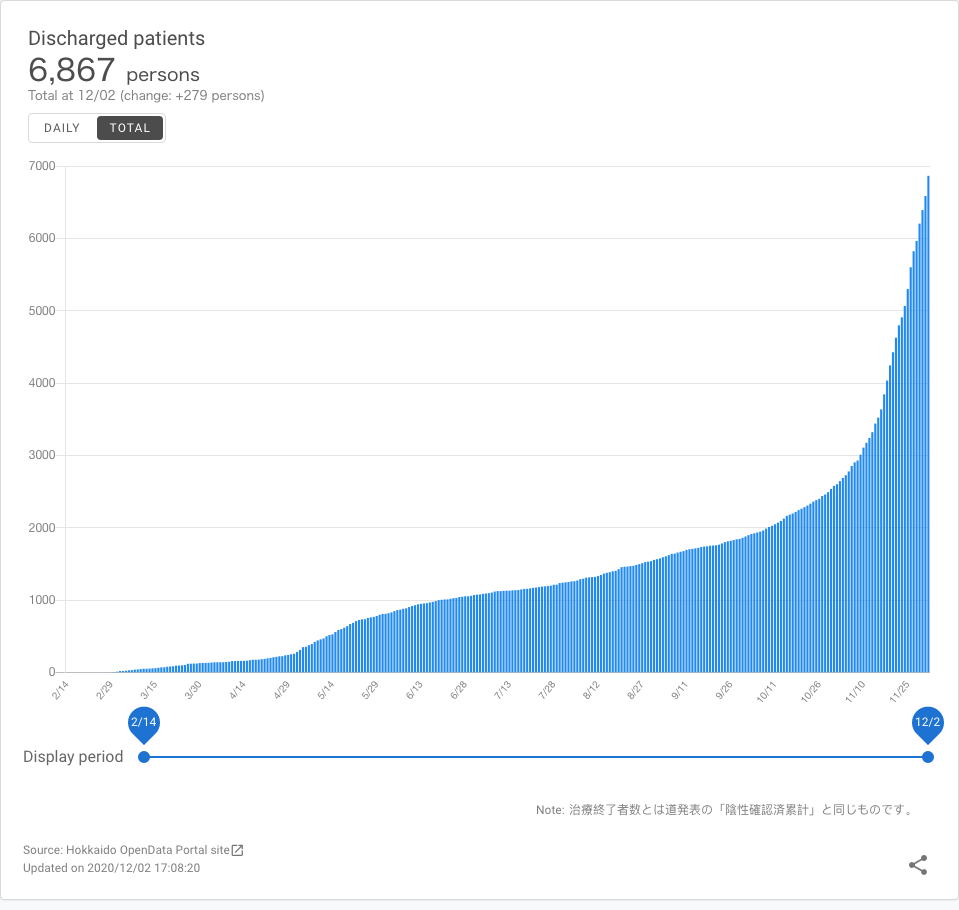 Discharged patients
6,867 persons
Total at 12/02 (change: +279 persons)
DAILY TOTAL
7000
6000
5000
4000
3000
2000
1000
0
2/14 2/29 3/15 3/30 4/14 4/29 5/14 5/29 6/13 6/28 7/13 7/28 8/12 8/27 9/11 9/26 10/11 10/26 11/10 11/25
2/14 12/2
Display period
Note: 治療終了者数とは道発表の「陰性確認済累計」と同じものです。
Source: Hokkaido OpenData Portal site
Updated on 2020/12/02 17:08:20